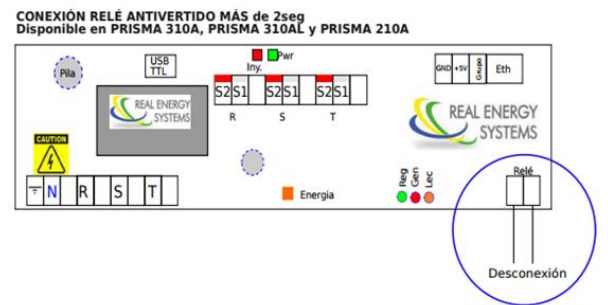 CONEXIÓN RELÉ ANTIVERTIDO MÁS de 2seg
Disponible en PRISMA 310A, PRISMA 310AL y PRISMA 210A
Pila
USB
TTL
Pwr
Iny.
S2 S1 S2 S1 S2 S1
R S T
GND +5V Grupo Eth
REAL ENERGY
SYSTEMS
REAL ENERGY
SYSTEMS
CAUTION
N R S T
Energia
Reg Gen Lec
Relé
Desconexión